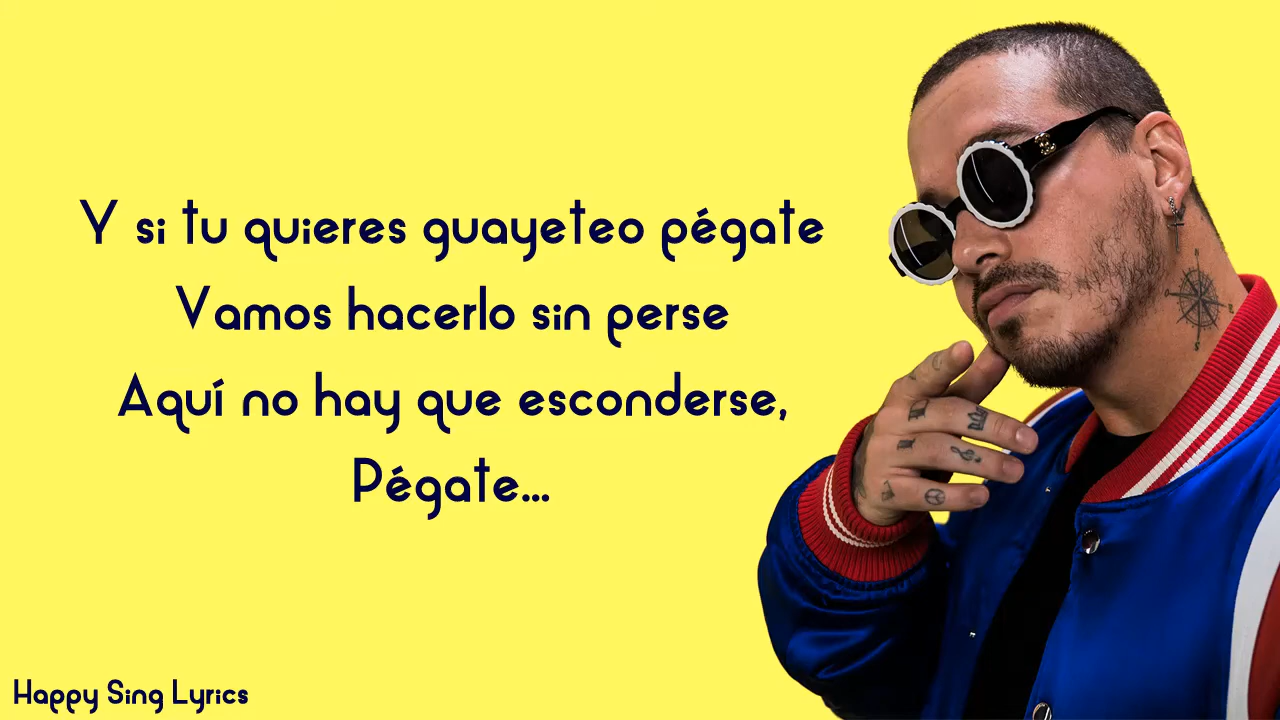 Y si tu quieres guayeteo pégate
Vamos hacerlo sin perse
Aquí no hay que esconderse,
Pégate...
Happy Sing Lyrics